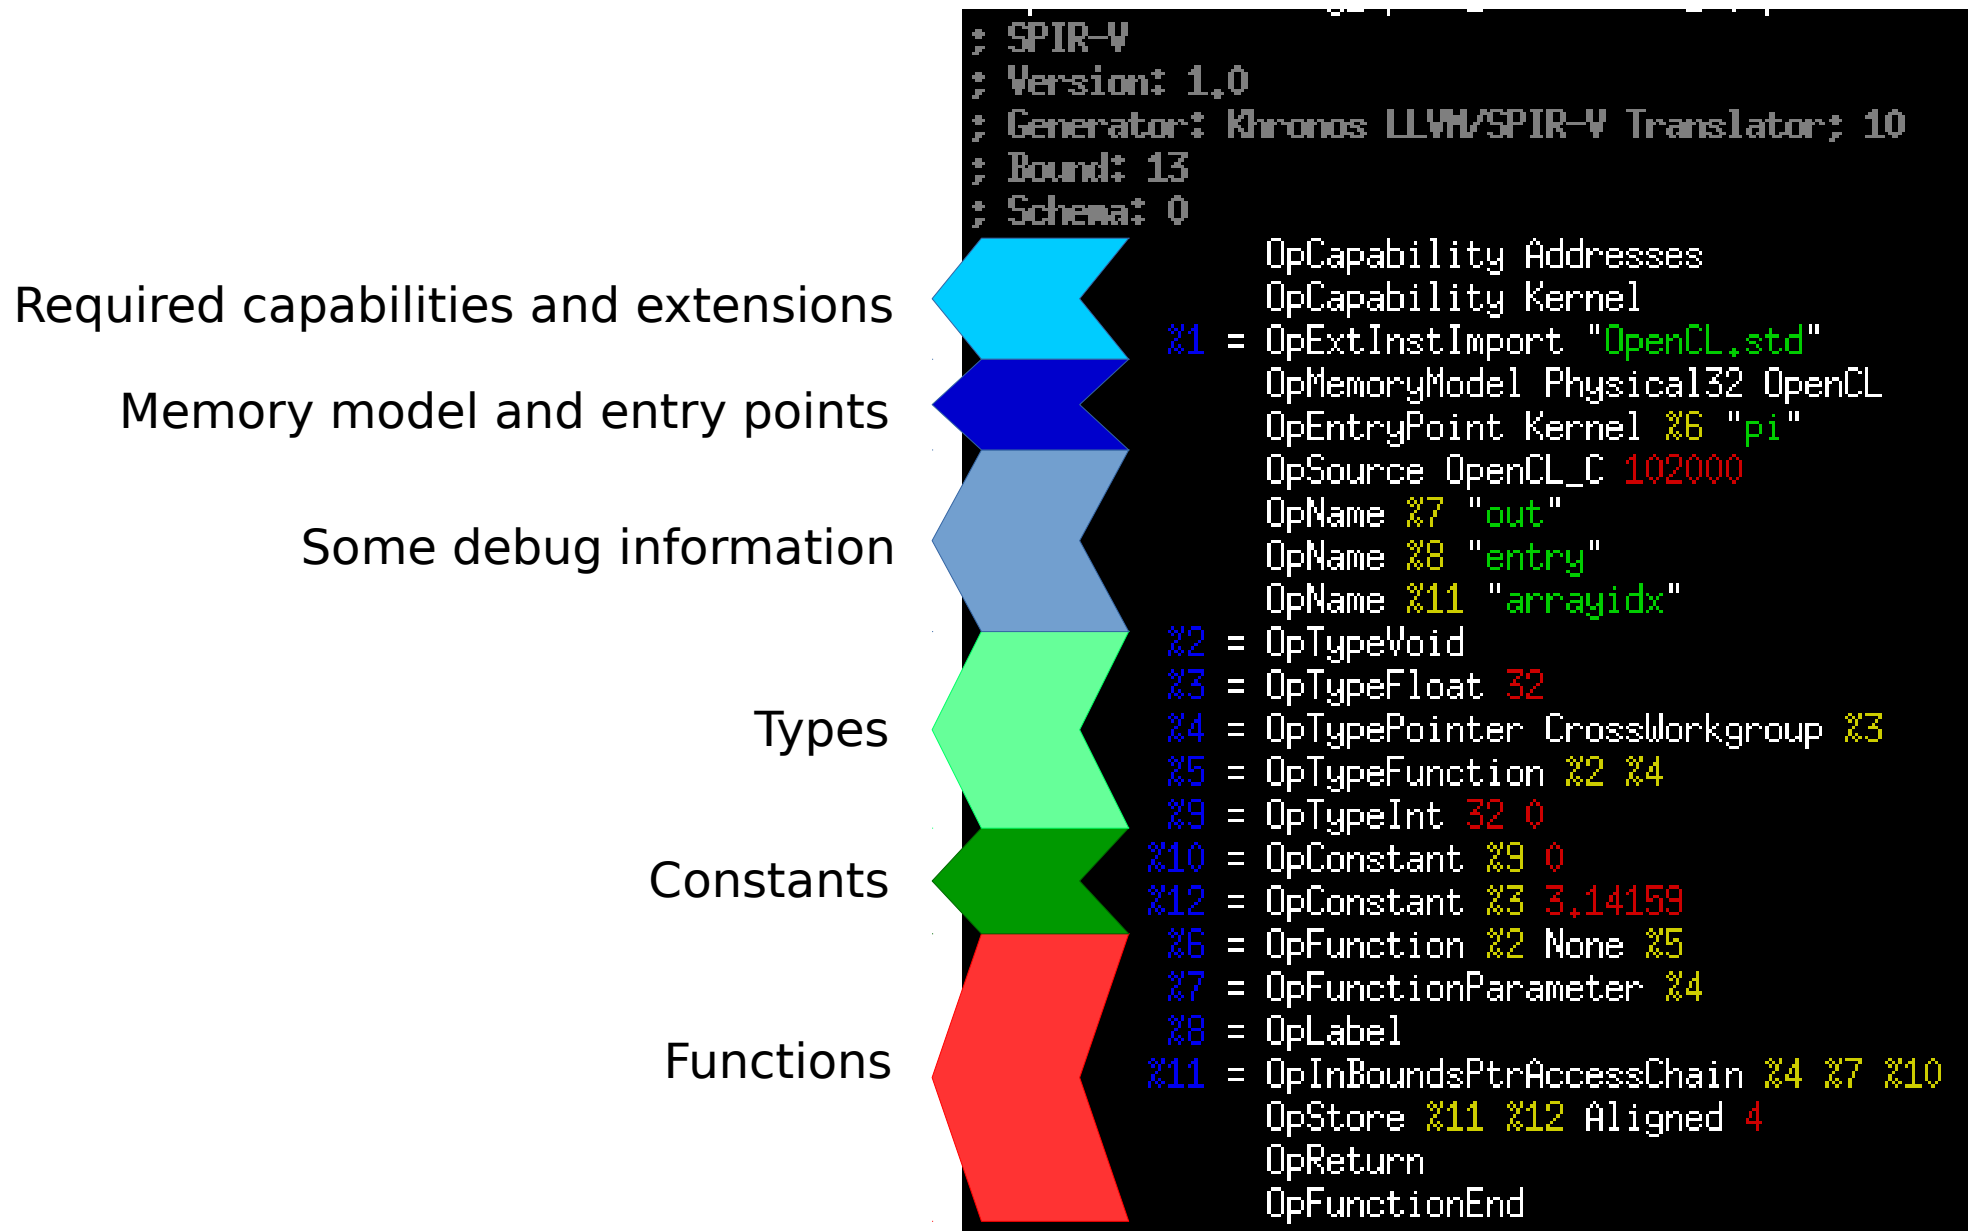 ; SPIR-V
; Version: 1.0
; Generator: Khronos LLVM/SPIR-V Translator; 10
; Bound: 13
; Schema: 0
Required capabilities and extensions
OpCapability Addresses
OpCapability Kernel
%1 = OpExtInstImport "OpenCL.std"
Memory model and entry points
OpMemoryModel Physical32 OpenCL
OpEntryPoint Kernel %6 "pi"
Some debug information
OpSource OpenCL_C 102000
OpName %7 "out"
OpName %8 "entry"
OpName %11 "arrayidx"
Types
%2 = OpTypeVoid
%3 = OpTypeFloat 32
%4 = OpTypePointer CrossWorkgroup %3
%5 = OpTypeFunction %2 %4
%9 = OpTypeInt 32 0
Constants
%10 = OpConstant %9 0
%12 = OpConstant %3 3.14159
Functions
%6 = OpFunction %2 None %5
%7 = OpFunctionParameter %4
%8 = OpLabel
%11 = OpInBoundsPtrAccessChain %4 %7 %10
OpStore %11 %12 Aligned 4
OpReturn
OpFunctionEnd